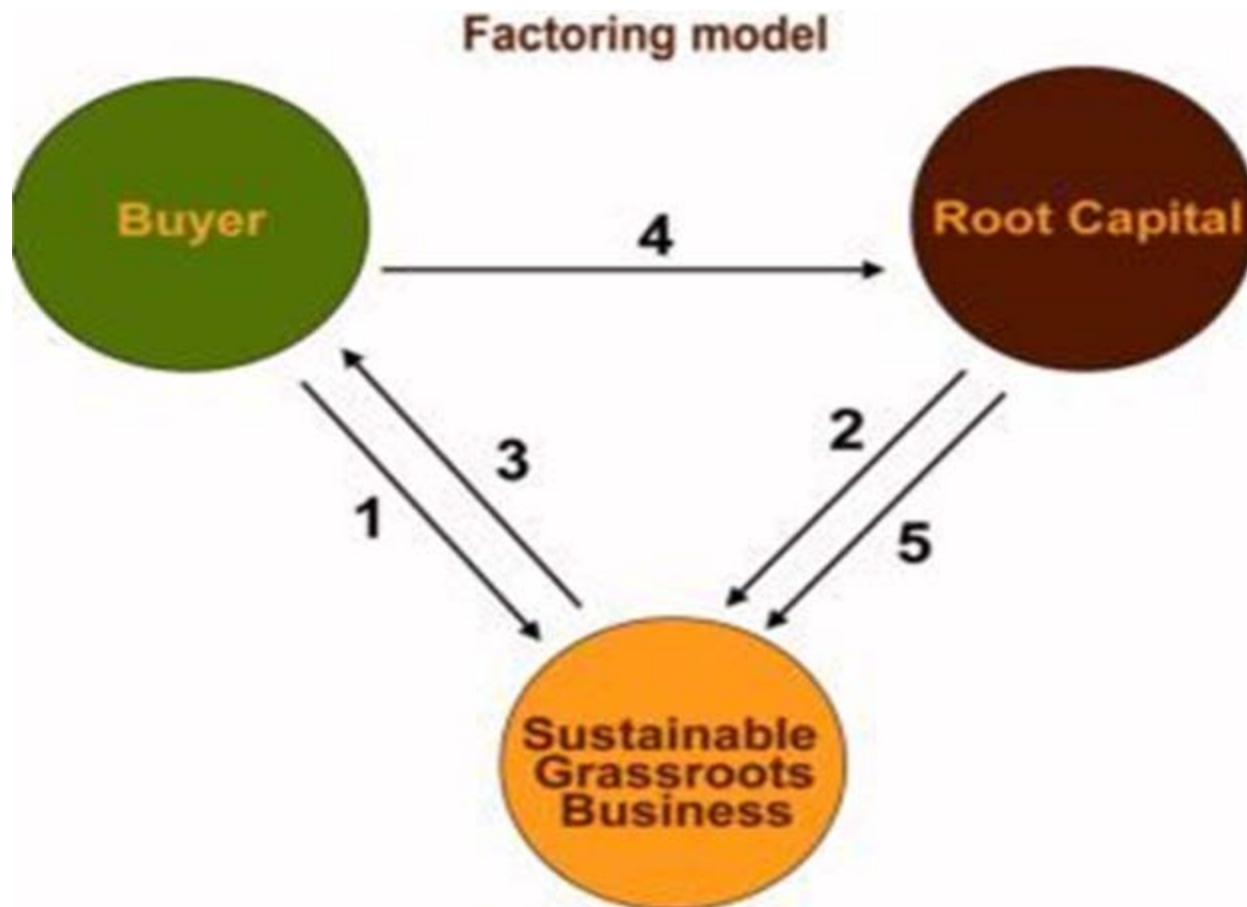 Factoring model
Buyer
Root Capital
4
3
2
1
5
Sustainable
Grassroots
Business